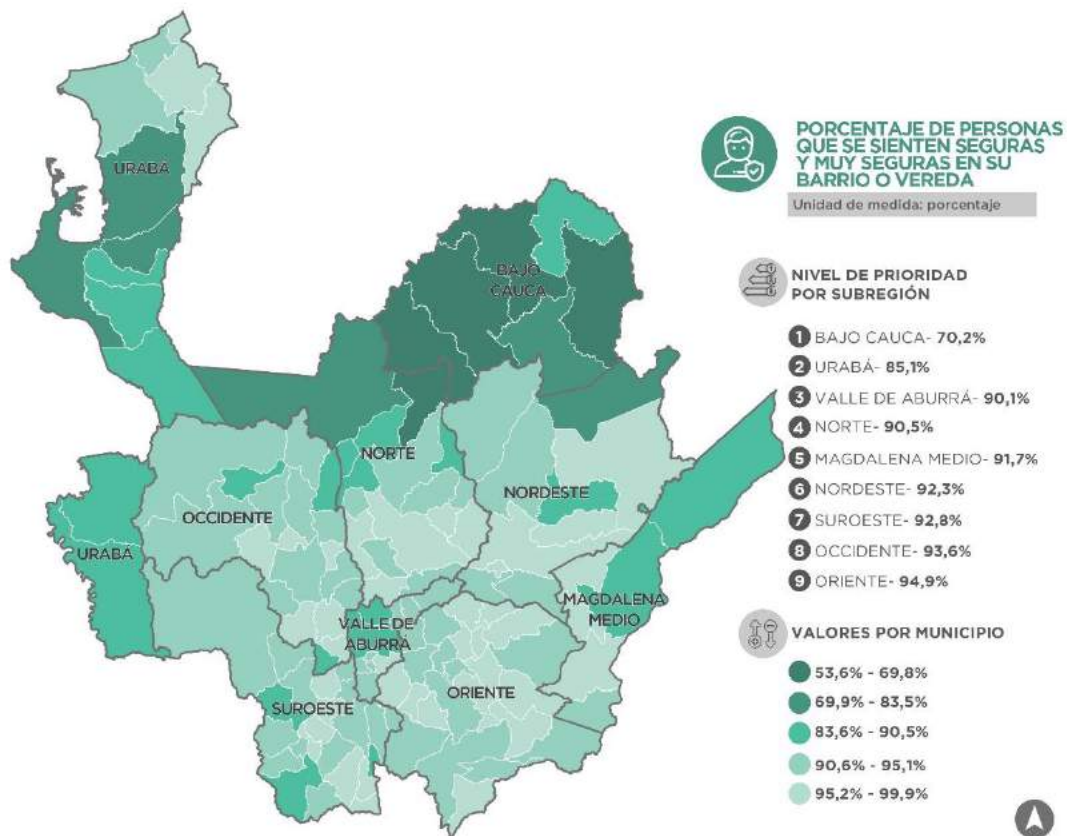 PORCENTAJE DE PERSONAS
QUE SE SIENTEN SEGURAS
Y MUY SEGURAS EN SU
BARRIO O VEREDA
Unidad de medida: porcentaje
NIVEL DE PRIORIDAD
POR SUBREGIÓN
1 BAJO CAUCA- 70,2%
2 URABÁ- 85,1%
3 VALLE DE ABURRÁ- 90,1%
4 NORTE- 90,5%
5 MAGDALENA MEDIO- 91,7%
6 NORDESTE- 92,3%
7 SUROESTE- 92,8%
8 OCCIDENTE- 93,6%
9 ORIENTE- 94,9%
VALORES POR MUNICIPIO
53,6% - 69,8%
69,9% - 83,5%
83,6% - 90,5%
90,6% - 95,1%
95,2% - 99,9%
URABÁ
BAJO
CAUCA
NORTE
NORDESTE
OCCIDENTE
URABÁ
MAGDALENA
MEDIO
VALLE DE
ABURRÁ
ORIENTE
SUROESTE